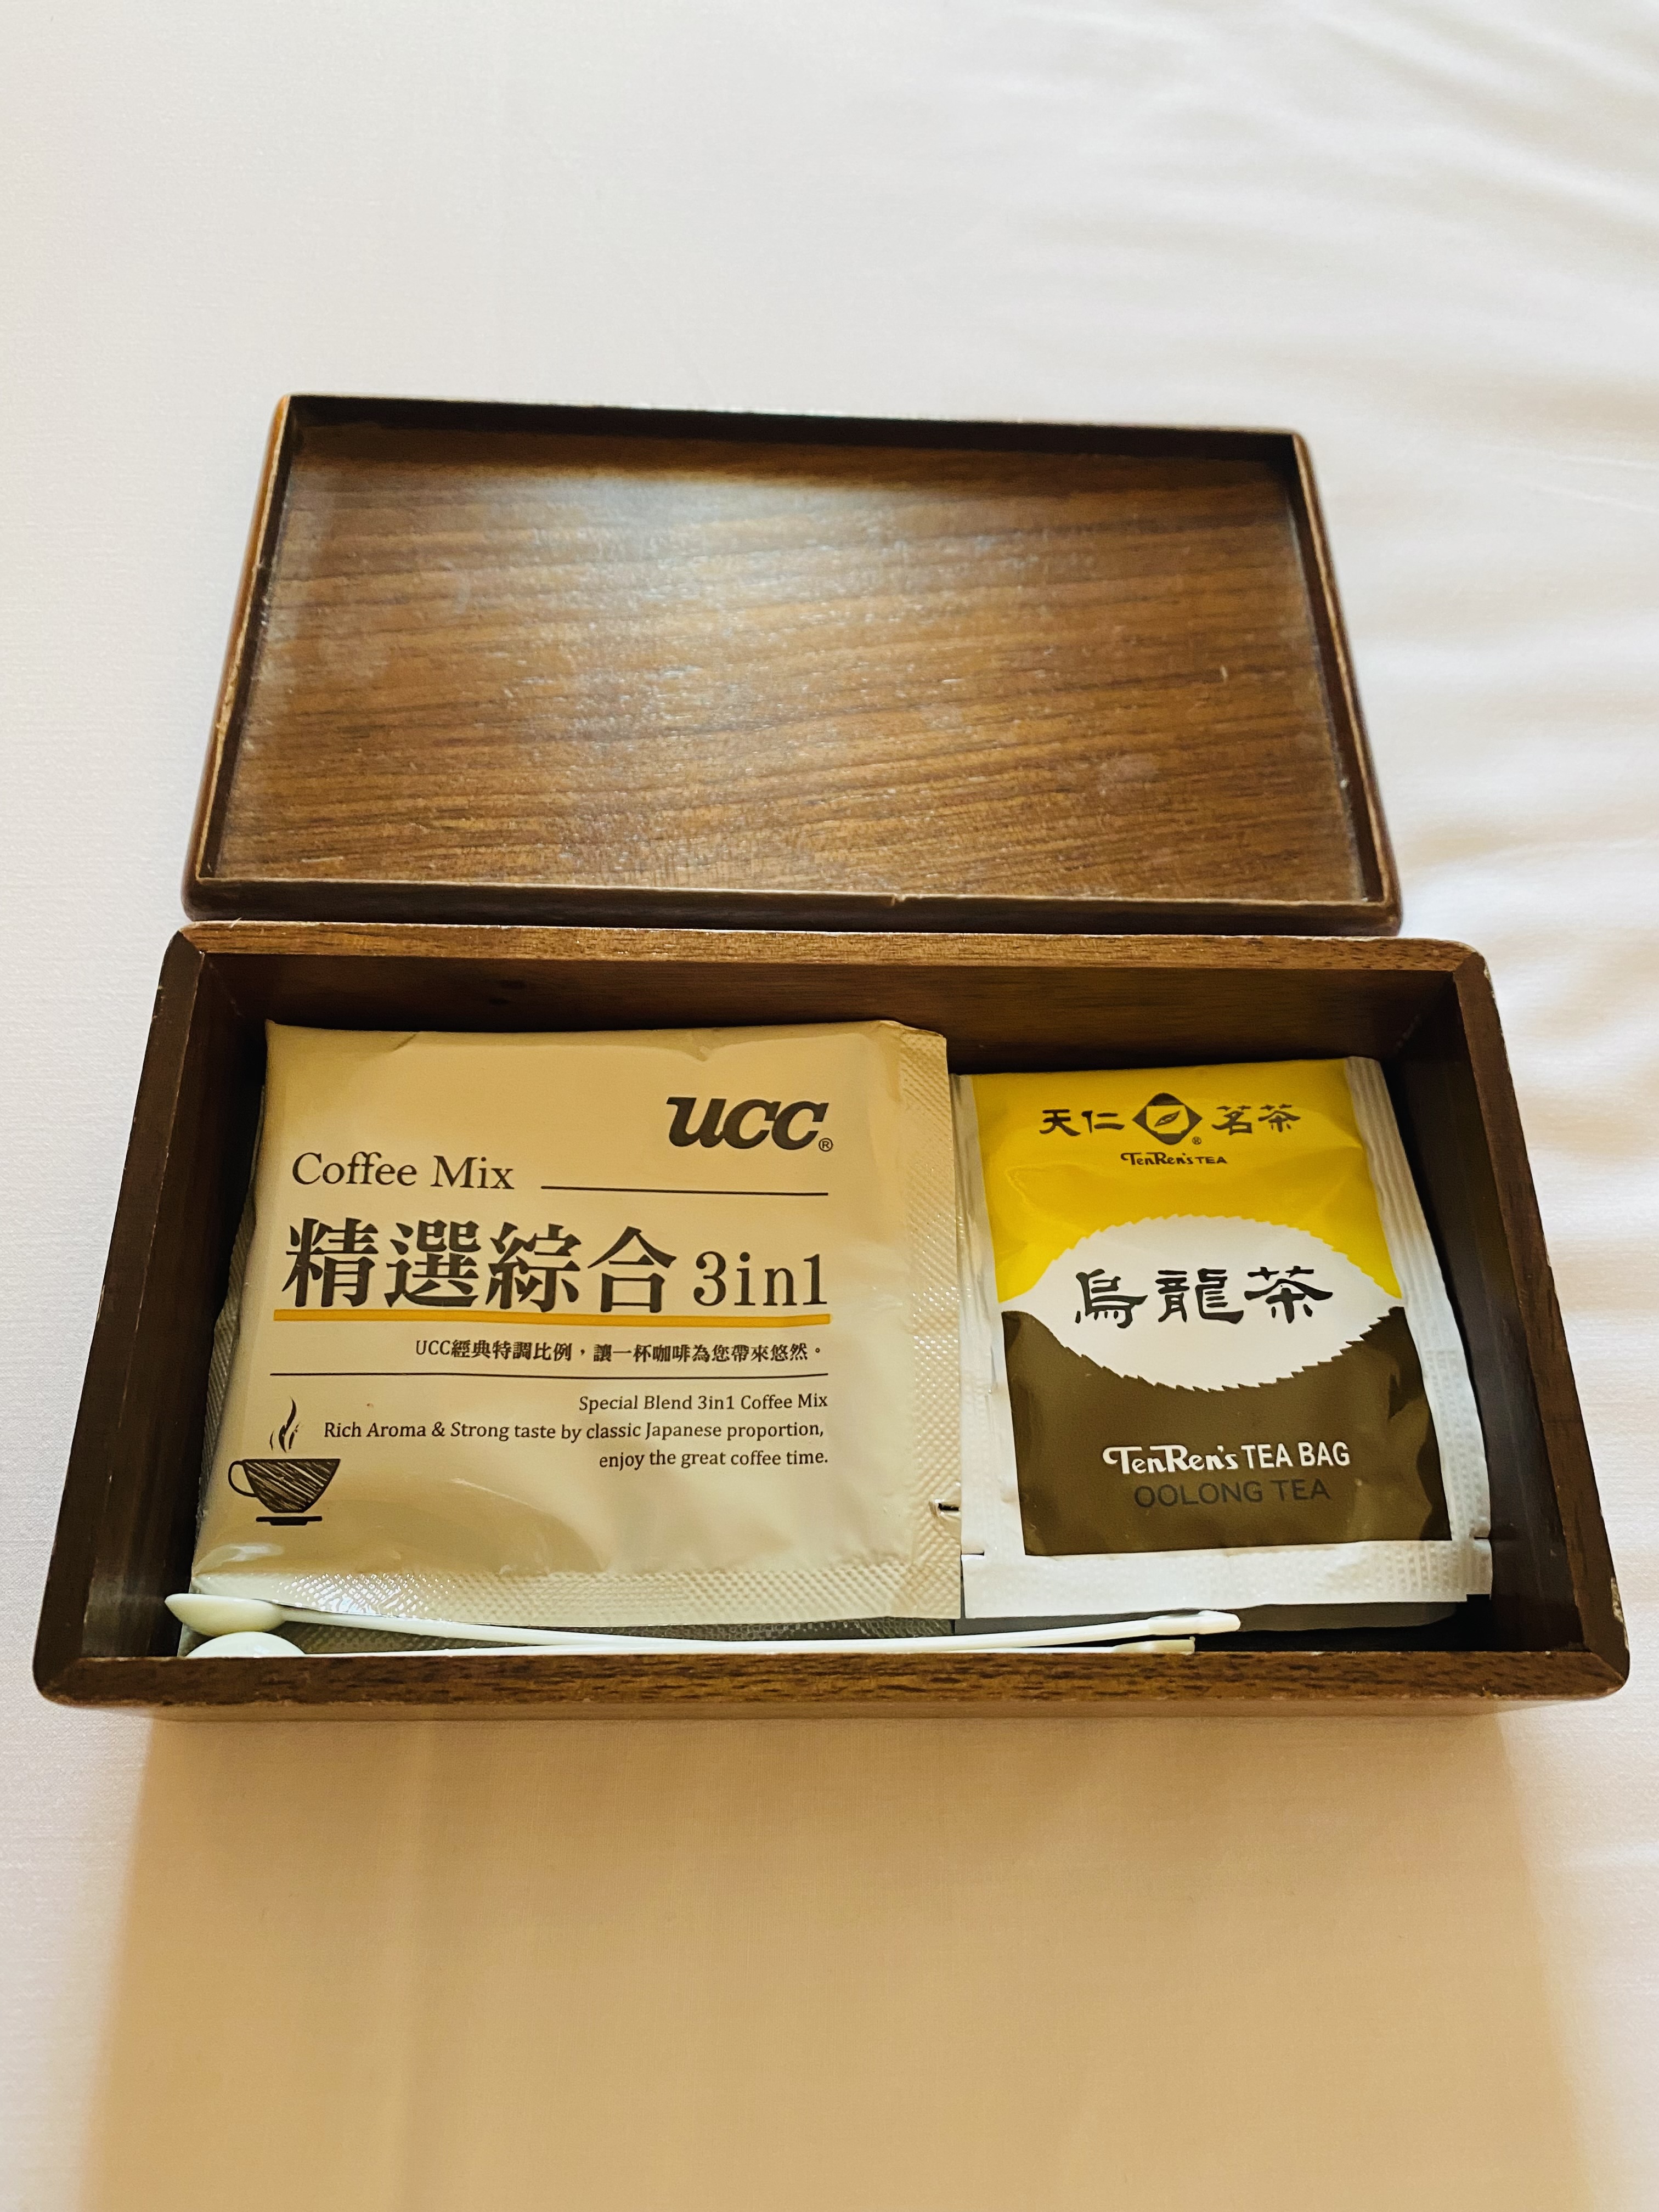 UCC®
Coffee Mix
精選綜合3in1
UCC經典特調比例，讓一杯咖啡為您帶來悠然。
Special Blend 3in1 Coffee Mix
Rich Aroma & Strong taste by classic Japanese proportion,
enjoy the great coffee time.
天仁®茗茶
TenRen's TEA
烏龍茶
TenRen's TEA BAG
OOLONG TEA